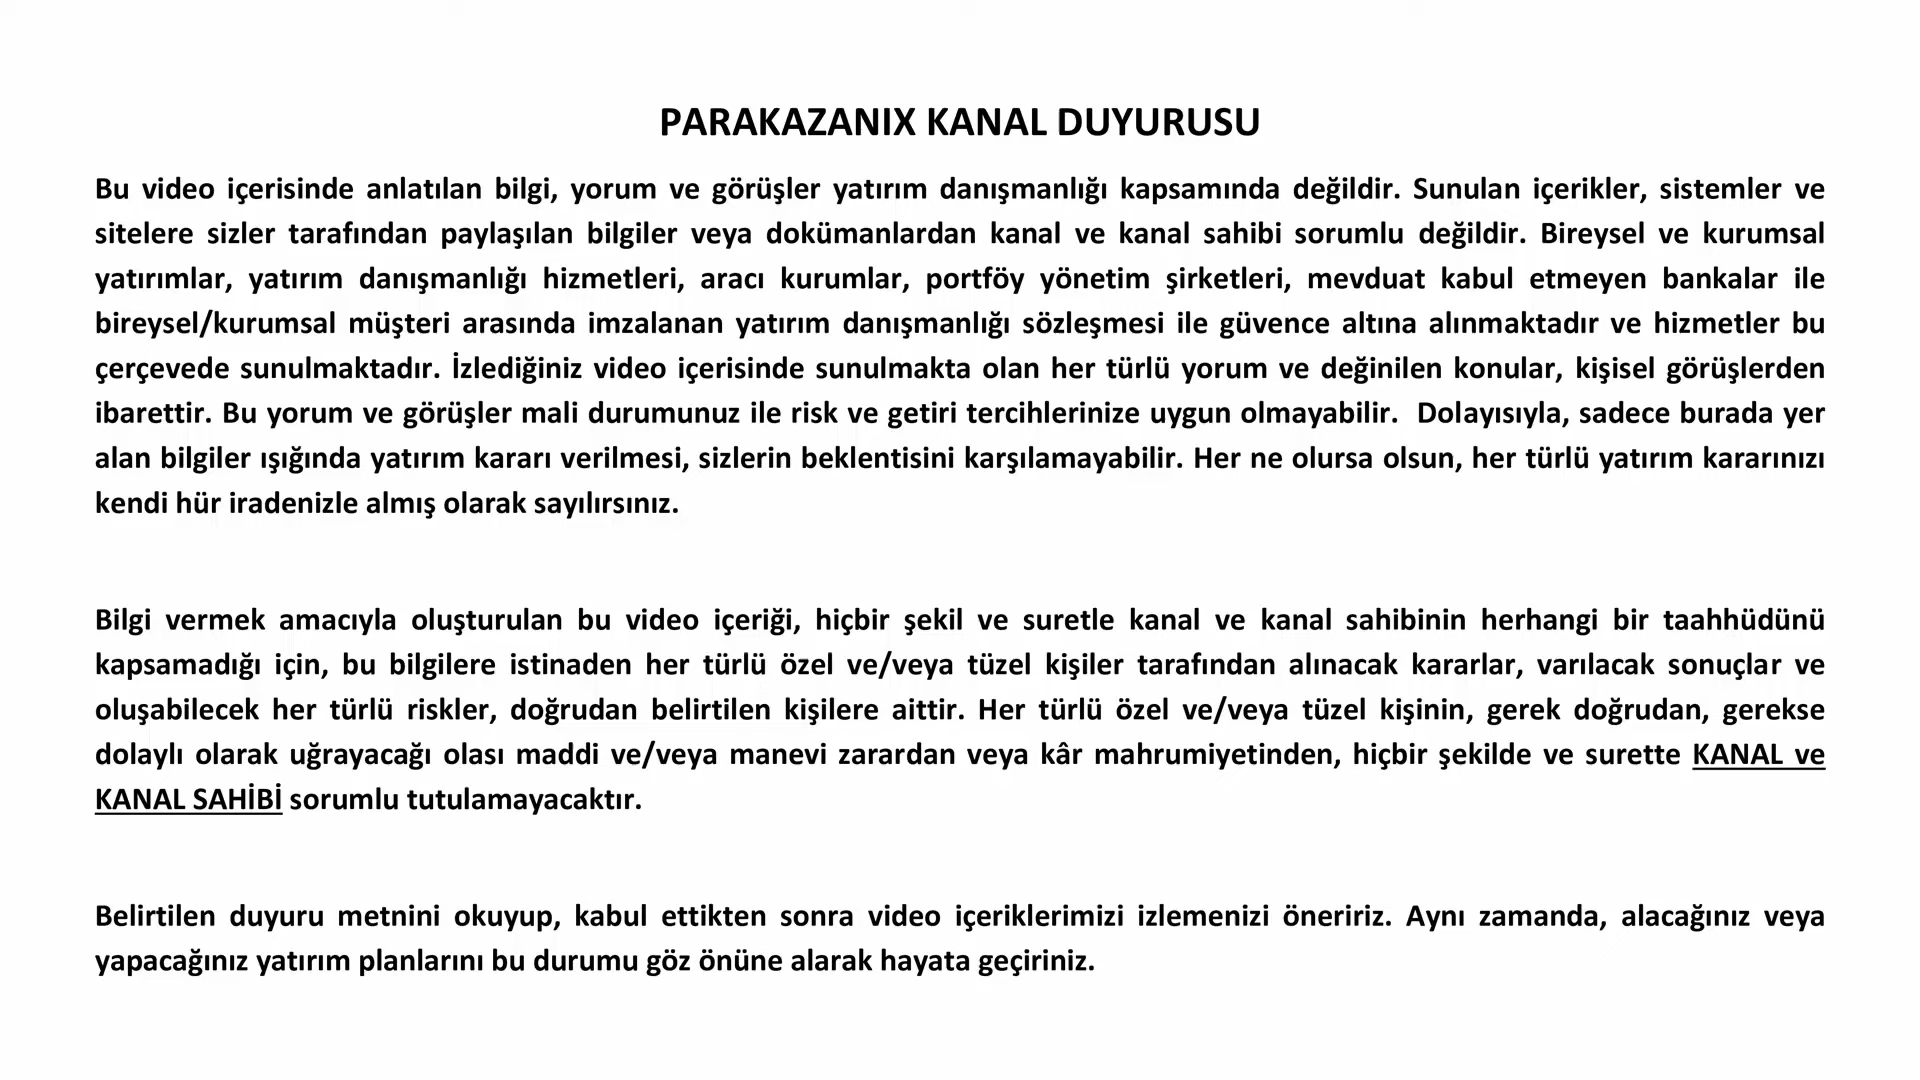 PARAKAZANIX KANAL DUYURUSU
Bu video içerisinde anlatılan bilgi, yorum ve görüşler yatırım danışmanlığı kapsamında değildir. Sunulan içerikler, sistemler ve
sitelere sizler tarafından paylaşılan bilgiler veya dokümanlardan kanal ve kanal sahibi sorumlu değildir. Bireysel ve kurumsal
yatırımlar, yatırım danışmanlığı hizmetleri, aracı kurumlar, portföy yönetim şirketleri, mevduat kabul etmeyen bankalar ile
bireysel/kurumsal müşteri arasında imzalanan yatırım danışmanlığı sözleşmesi ile güvence altına alınmaktadır ve hizmetler bu
çerçevede sunulmaktadır. İzlediğiniz video içerisinde sunulmakta olan her türlü yorum ve değinilen konular, kişisel görüşlerden
ibarettir. Bu yorum ve görüşler mali durumunuz ile risk ve getiri tercihlerinize uygun olmayabilir. Dolayısıyla, sadece burada yer
alan bilgiler ışığında yatırım kararı verilmesi, sizlerin beklentisini karşılamayabilir. Her ne olursa olsun, her türlü yatırım kararınızı
kendi hür iradenizle almış olarak sayılırsınız.
Bilgi vermek amacıyla oluşturulan bu video içeriği, hiçbir şekil ve suretle kanal ve kanal sahibinin herhangi bir taahhüdünü
kapsamadığı için, bu bilgilere istinaden her türlü özel ve/veya tüzel kişiler tarafından alınacak kararlar, varılacak sonuçlar ve
oluşabilecek her türlü riskler, doğrudan belirtilen kişilere aittir. Her türlü özel ve/veya tüzel kişinin, gerek doğrudan, gerekse
dolaylı olarak uğrayacağı olası maddi ve/veya manevi zarardan veya kâr mahrumiyetinden, hiçbir şekilde ve surette KANAL ve
KANAL SAHİBİ sorumlu tutulamayacaktır.
Belirtilen duyuru metnini okuyup, kabul ettikten sonra video içeriklerimizi izlemenizi öneririz. Aynı zamanda, alacağınız veya
yapacağınız yatırım planlarını bu durumu göz önüne alarak hayata geçiriniz.